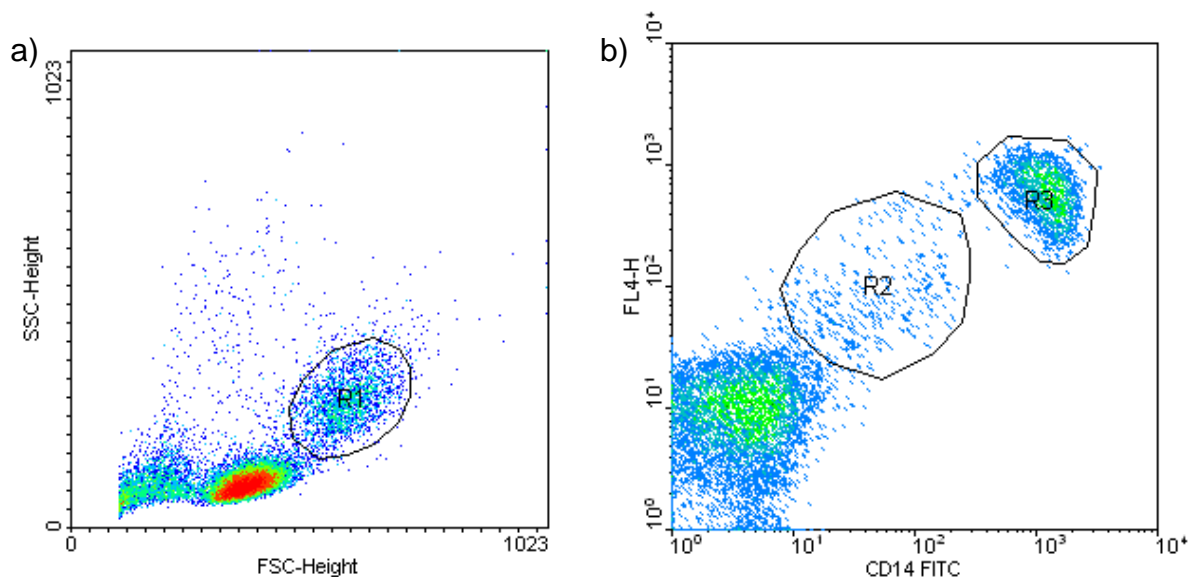 a)
SSC-Height
1023
0
R1
0
1023
FSC-Height
b)
FL4-H
10⁴
10³
10²
10¹
10⁰
R3
R2
10⁰
10¹
10²
10³
10⁴
CD14 FITC